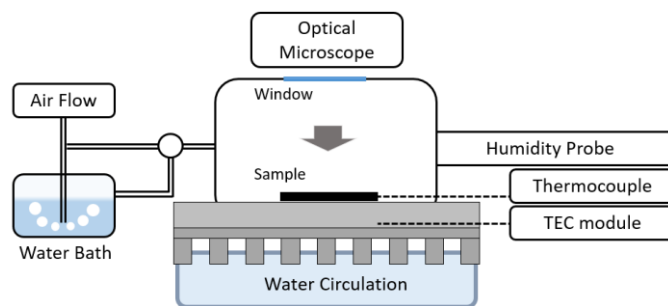 Optical
Microscope
Air Flow
Window
Humidity Probe
Sample
Thermocouple
TEC module
Water Bath
Water Circulation